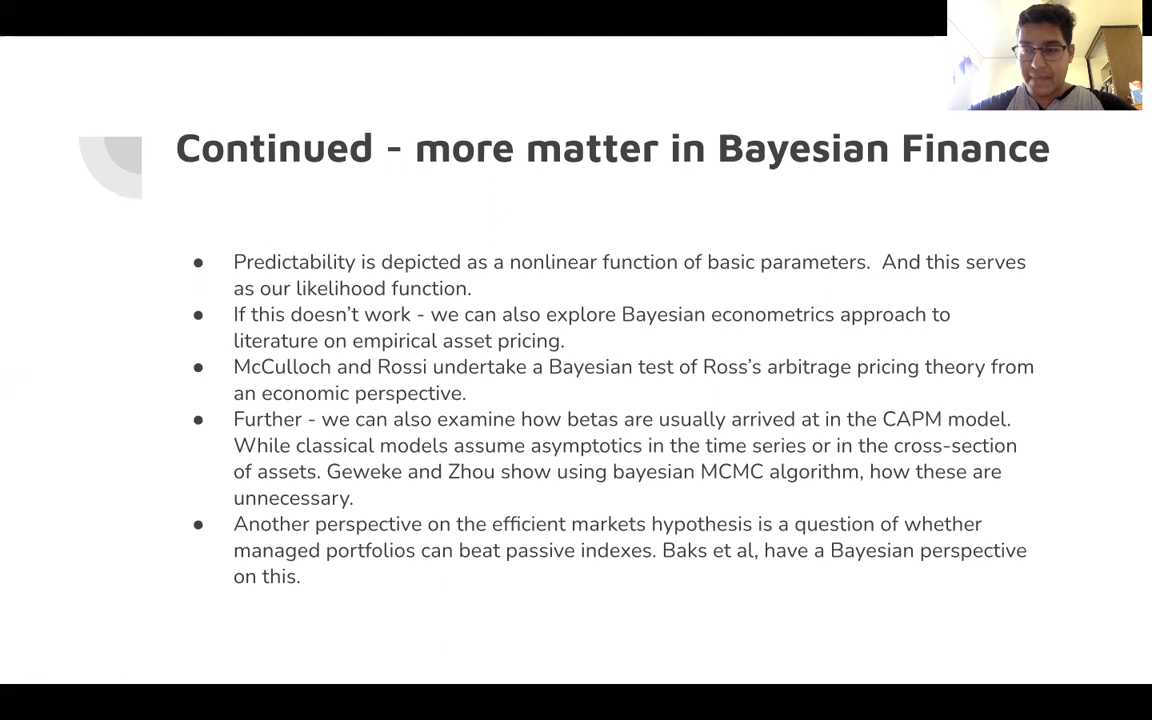 Continued - more matter in Bayesian Finance
● Predictability is depicted as a nonlinear function of basic parameters.  And this serves
as our likelihood function.
● If this doesn’t work - we can also explore Bayesian econometrics approach to
literature on empirical asset pricing.
● McCulloch and Rossi undertake a Bayesian test of Ross’s arbitrage pricing theory from
an economic perspective.
● Further - we can also examine how betas are usually arrived at in the CAPM model.
While classical models assume asymptotics in the time series or in the cross-section
of assets. Geweke and Zhou show using bayesian MCMC algorithm, how these are
unnecessary.
● Another perspective on the efficient markets hypothesis is a question of whether
managed portfolios can beat passive indexes. Baks et al, have a Bayesian perspective
on this.